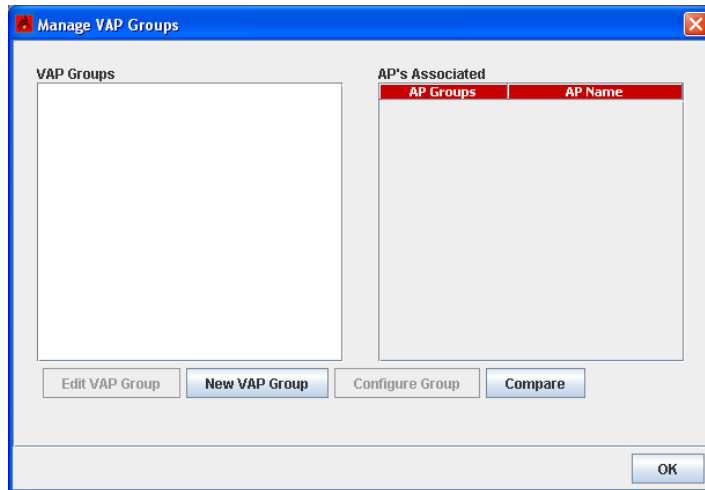 Manage VAP Groups
VAP Groups
AP's Associated
AP Groups AP Name
Edit VAP Group New VAP Group Configure Group Compare
OK